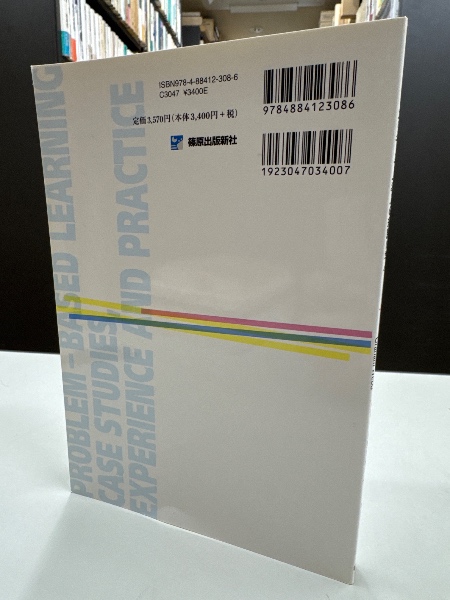 ISBN978-4-88412-308-6
C3047 ¥3400E
定価3,570円(本体3,400円+税)
篠原出版新社
9784884123086
1923047034007
PROBLEM-BASED LEARNING
CASE STUDIES
EXPERIENCE AND PRACTICE